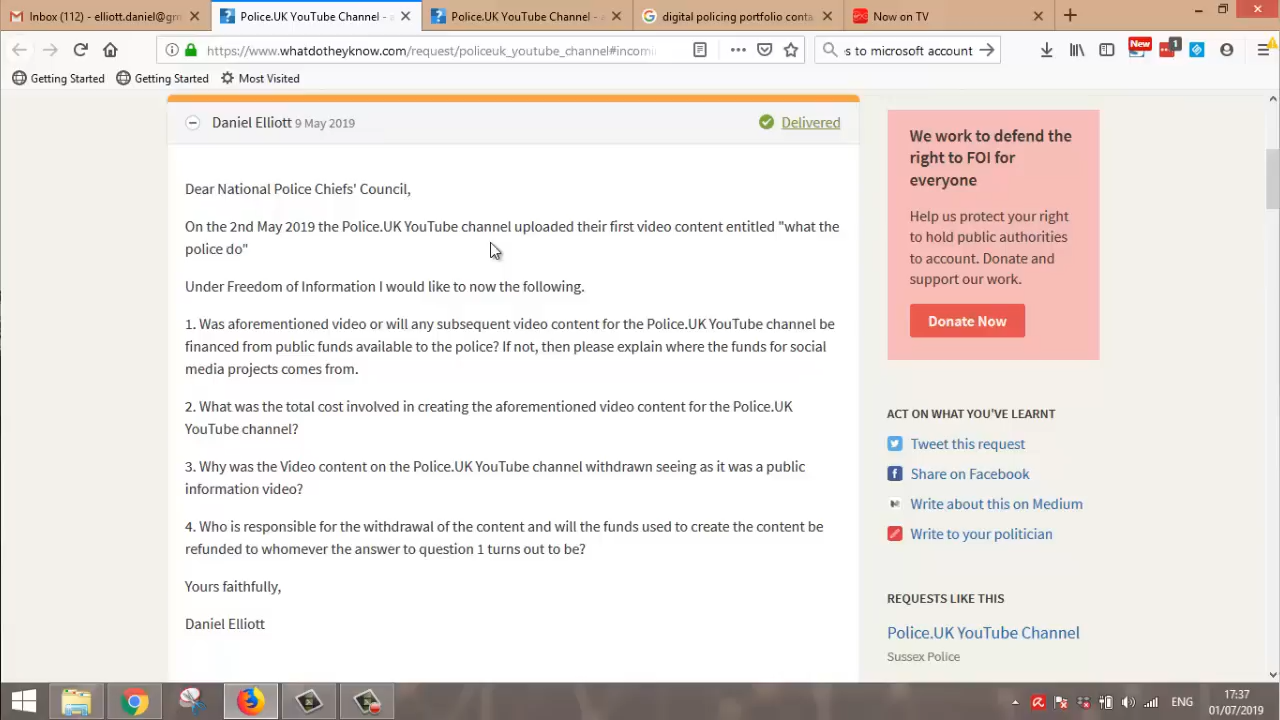 Inbox (112) - elliott.daniel@gm
Police.UK YouTube Channel - a
Police.UK YouTube Channel - a
digital policing portfolio conta
Now on TV
https://www.whatdotheyknow.com/request/policeuk_youtube_channel#incomi
s to microsoft account
New
1
Getting Started
Getting Started
Most Visited
Daniel Elliott 9 May 2019
Delivered
Dear National Police Chiefs' Council,
On the 2nd May 2019 the Police.UK YouTube channel uploaded their first video content entitled "what the
police do"
Under Freedom of Information I would like to now the following.
1. Was aforementioned video or will any subsequent video content for the Police.UK YouTube channel be
financed from public funds available to the police? If not, then please explain where the funds for social
media projects comes from.
2. What was the total cost involved in creating the aforementioned video content for the Police.UK
YouTube channel?
3. Why was the Video content on the Police.UK YouTube channel withdrawn seeing as it was a public
information video?
4. Who is responsible for the withdrawal of the content and will the funds used to create the content be
refunded to whomever the answer to question 1 turns out to be?
Yours faithfully,
Daniel Elliott
We work to defend the
right to FOI for
everyone
Help us protect your right
to hold public authorities
to account. Donate and
support our work.
Donate Now
ACT ON WHAT YOU'VE LEARNT
Tweet this request
Share on Facebook
Write about this on Medium
Write to your politician
REQUESTS LIKE THIS
Police.UK YouTube Channel
Sussex Police
ENG
17:37
01/07/2019